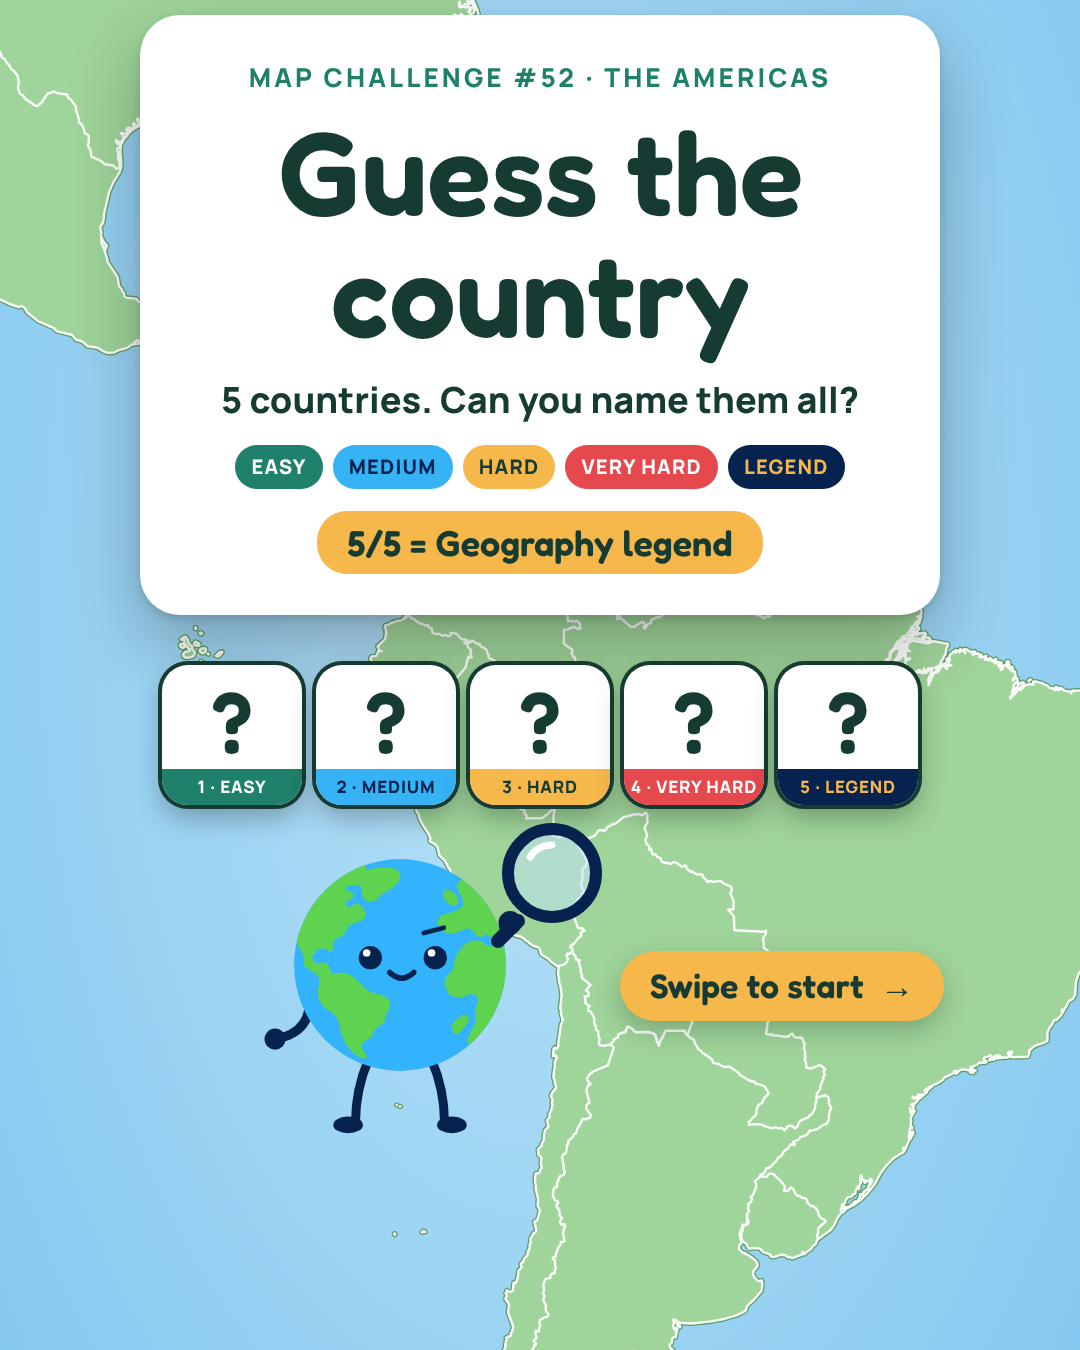 MAP CHALLENGE #52 · THE AMERICAS
Guess the
country
5 countries. Can you name them all?
EASY MEDIUM HARD VERY HARD LEGEND
5/5 = Geography legend
? ? ? ? ?
1 · EASY 2 · MEDIUM 3 · HARD 4 · VERY HARD 5 · LEGEND
Swipe to start →